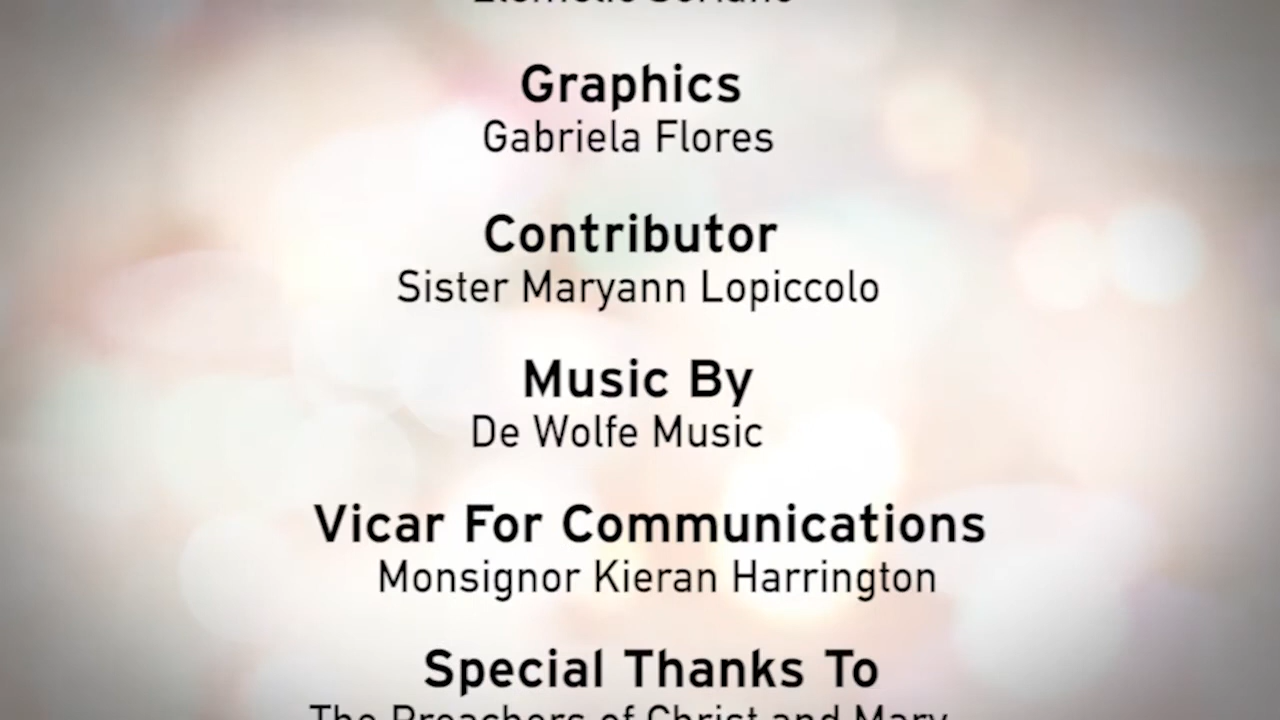 Graphics
Gabriela Flores
Contributor
Sister Maryann Lopiccolo
Music By
De Wolfe Music
Vicar For Communications
Monsignor Kieran Harrington
Special Thanks To
The Preachers of Christ and Mary